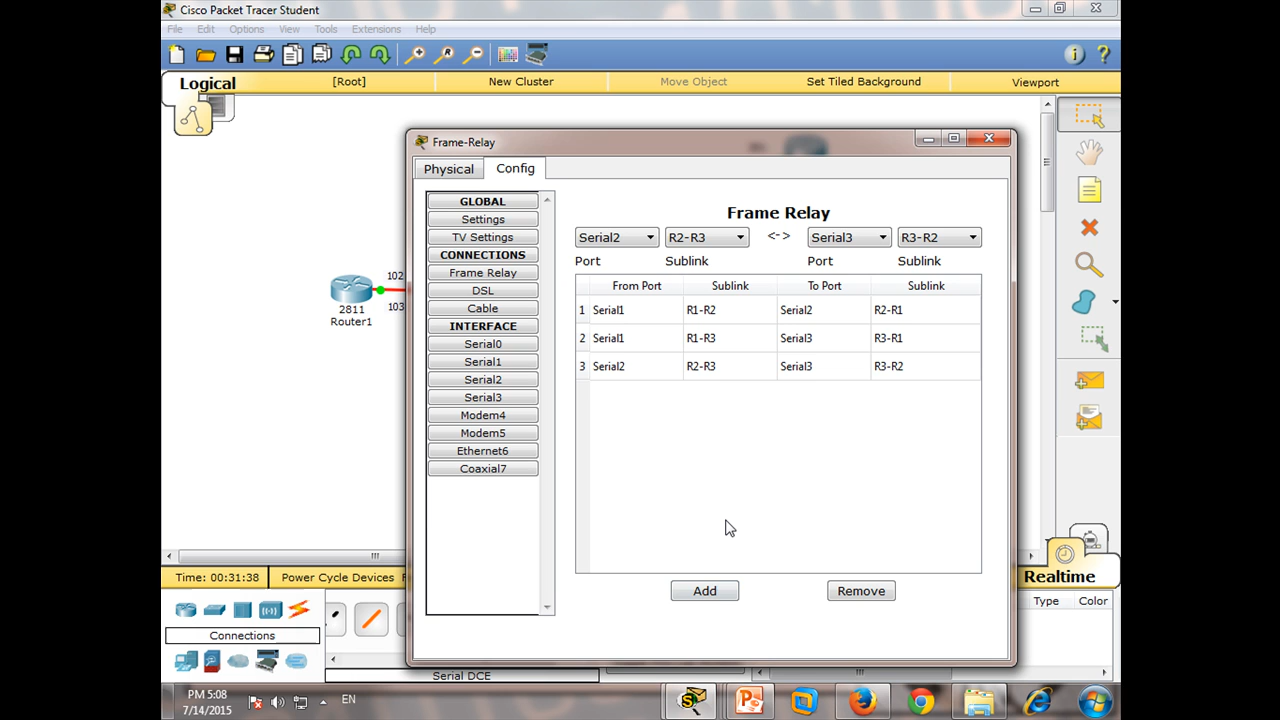 Cisco Packet Tracer Student
File Edit Options View Tools Extensions Help
Logical [Root] New Cluster Move Object Set Tiled Background Viewport
Frame-Relay
Physical Config
GLOBAL
Settings
TV Settings
CONNECTIONS
Frame Relay
DSL
Cable
INTERFACE
Serial0
Serial1
Serial2
Serial3
Modem4
Modem5
Ethernet6
Coaxial7
Frame Relay
Serial2 R2-R3 <-> Serial3 R3-R2
Port Sublink Port Sublink
From Port Sublink To Port Sublink
1 Serial1 R1-R2 Serial2 R2-R1
2 Serial1 R1-R3 Serial3 R3-R1
3 Serial2 R2-R3 Serial3 R3-R2
Add Remove
102
103
2811
Router1
Time: 00:31:38 Power Cycle Devices Realtime
Type Color
Connections
Serial DCE
PM 5:08
7/14/2015
EN